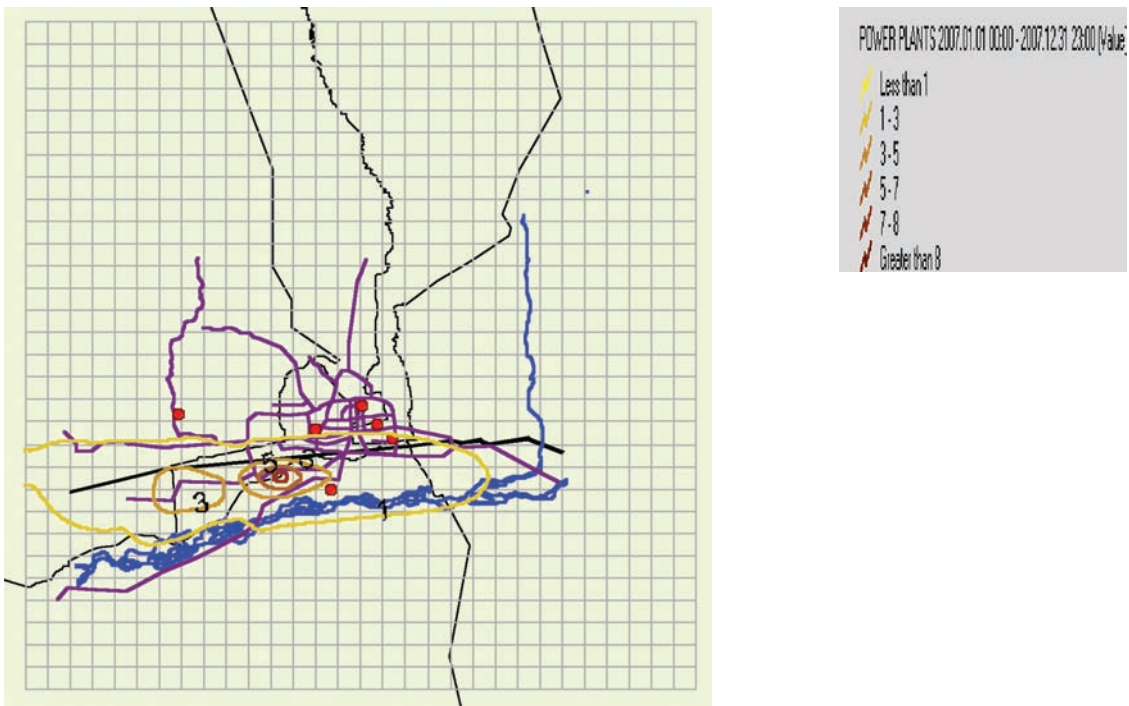 POWER PLANTS 2007.01.01 00:00 - 2007.12.31 23:00 [Value]
Less than 1
1 - 3
3 - 5
5 - 7
7 - 8
Greater than 8
5
3
3
1